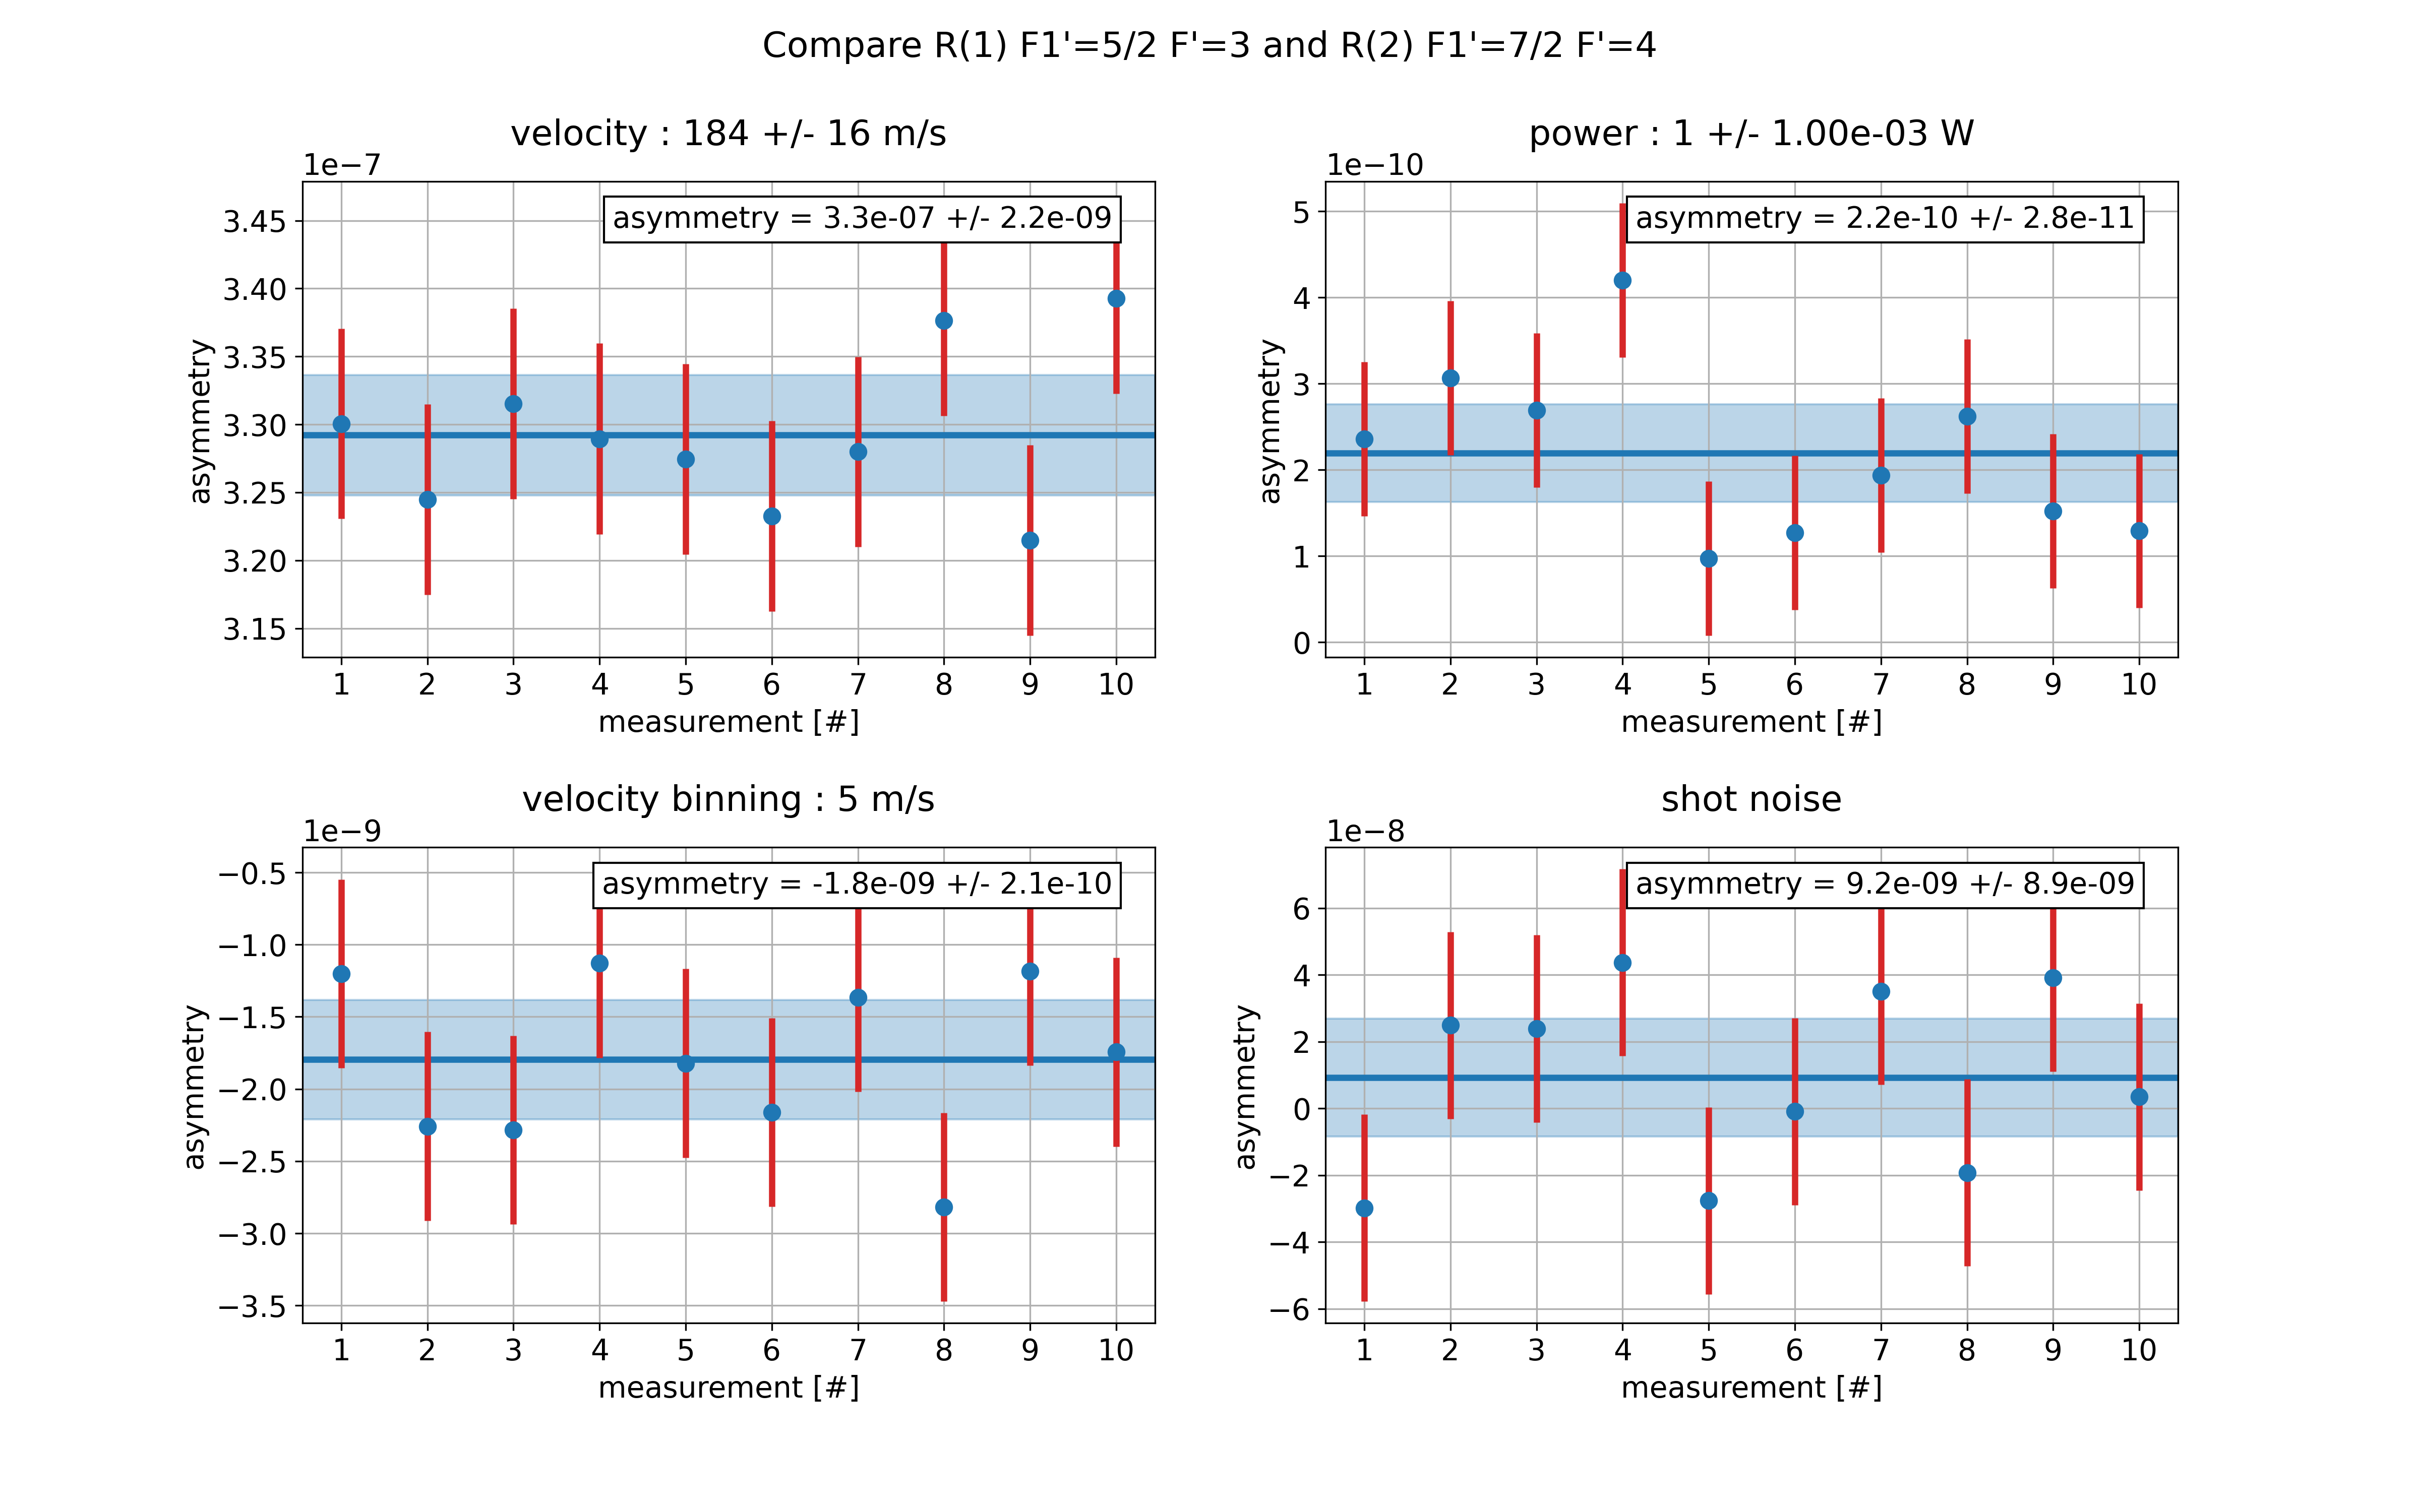 Compare R(1) F1'=5/2 F'=3 and R(2) F1'=7/2 F'=4
velocity : 184 +/- 16 m/s
1e−7
asymmetry = 3.3e-07 +/- 2.2e-09
3.45
3.40
3.35
3.30
3.25
3.20
3.15
asymmetry
1 2 3 4 5 6 7 8 9 10
measurement [#]
power : 1 +/- 1.00e-03 W
1e−10
asymmetry = 2.2e-10 +/- 2.8e-11
5
4
3
2
1
0
asymmetry
1 2 3 4 5 6 7 8 9 10
measurement [#]
velocity binning : 5 m/s
1e−9
asymmetry = -1.8e-09 +/- 2.1e-10
−0.5
−1.0
−1.5
−2.0
−2.5
−3.0
−3.5
asymmetry
1 2 3 4 5 6 7 8 9 10
measurement [#]
shot noise
1e−8
asymmetry = 9.2e-09 +/- 8.9e-09
6
4
2
0
−2
−4
−6
asymmetry
1 2 3 4 5 6 7 8 9 10
measurement [#]